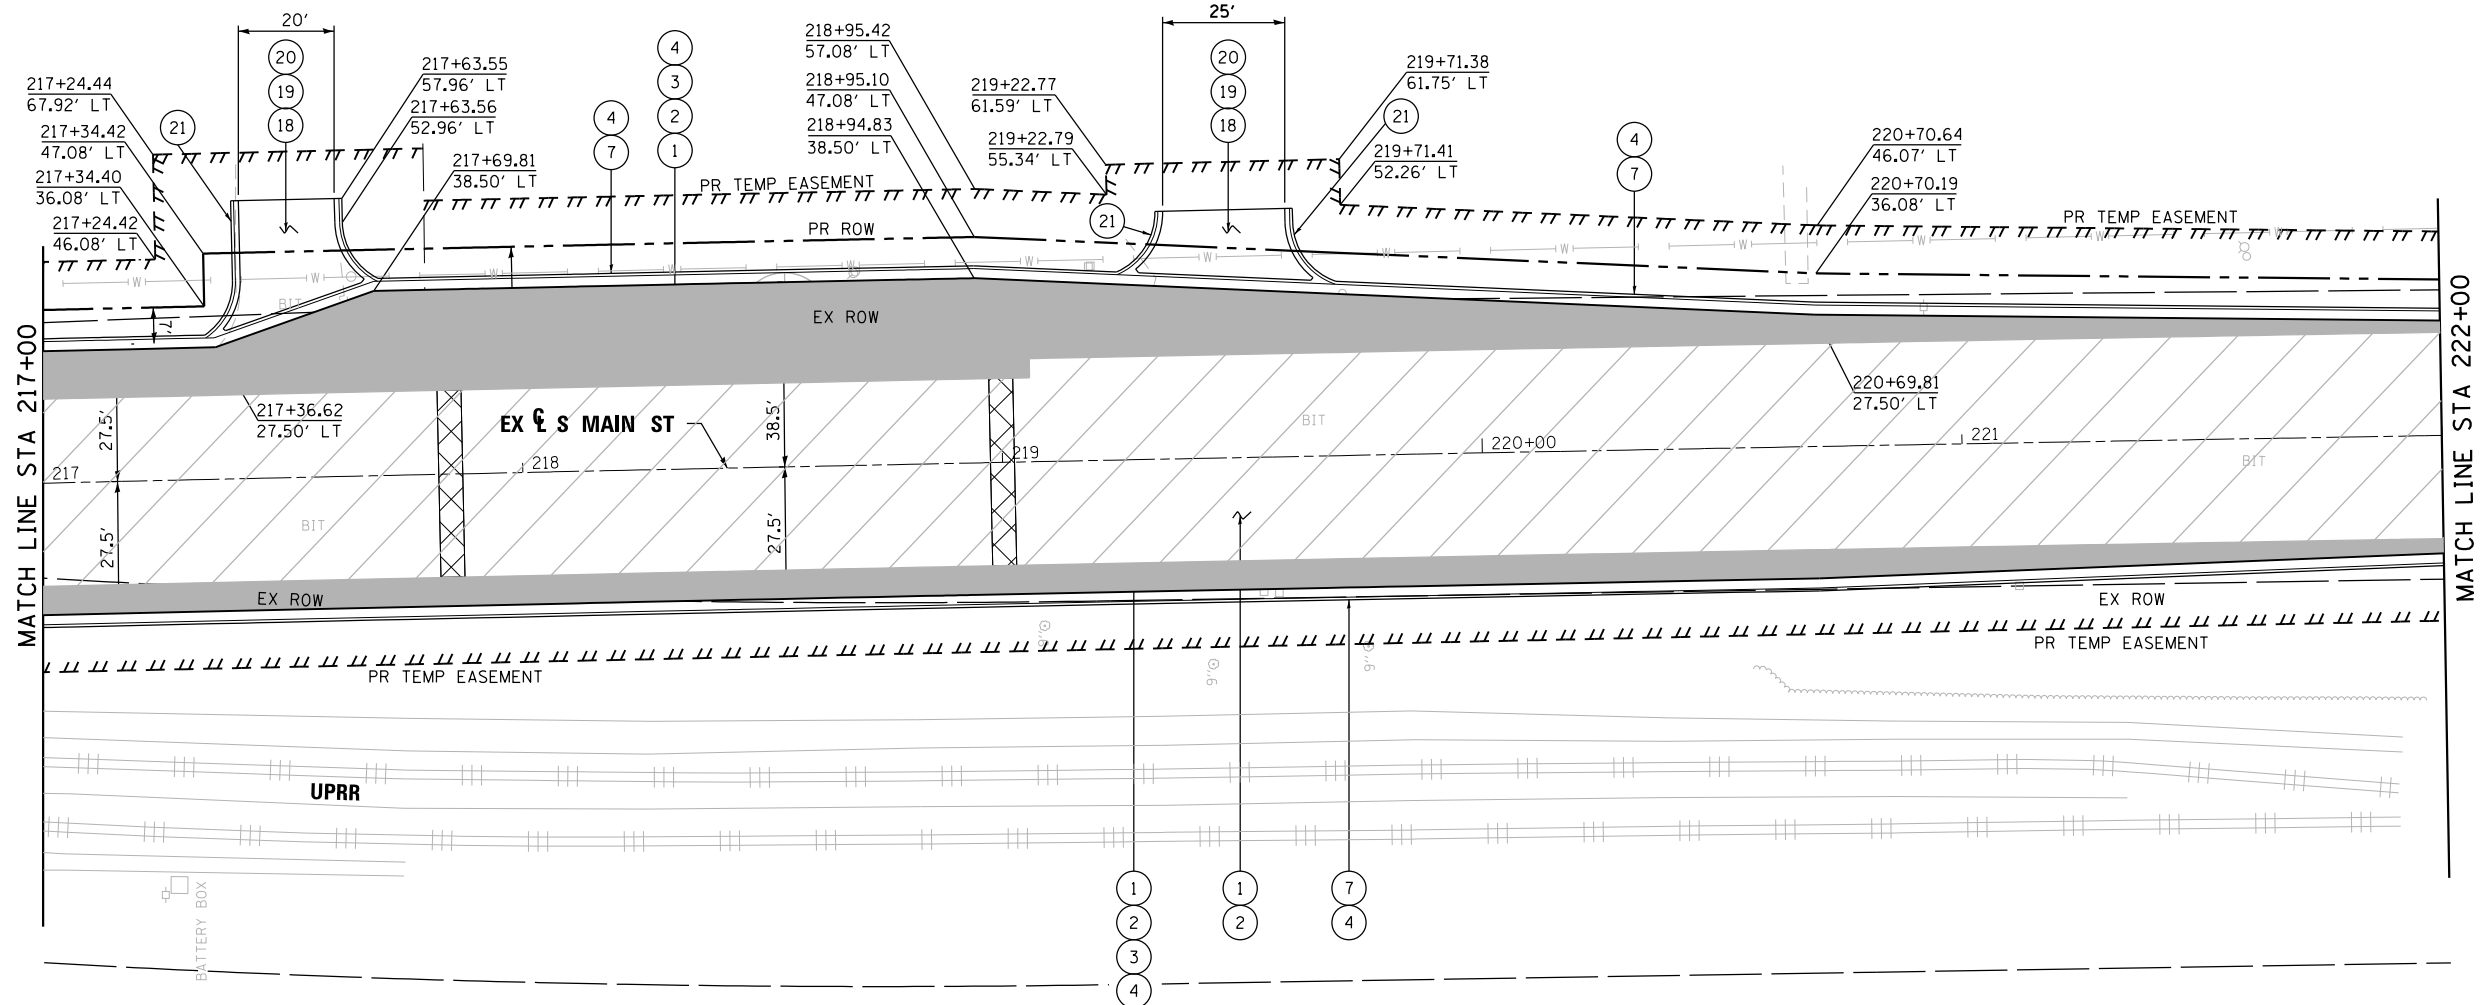 20'
25'
20
19
18
217+24.44
67.92' LT
217+34.42
47.08' LT
217+34.40
36.08' LT
217+24.42
46.08' LT
21
217+63.55
57.96' LT
217+63.56
52.96' LT
217+69.81
38.50' LT
4
7
4
3
2
1
218+95.42
57.08' LT
218+95.10
47.08' LT
218+94.83
38.50' LT
219+22.77
61.59' LT
219+22.79
55.34' LT
20
19
18
21
219+71.38
61.75' LT
21
219+71.41
52.26' LT
4
7
220+70.64
46.07' LT
220+70.19
36.08' LT
PR TEMP EASEMENT
PR TEMP EASEMENT
PR ROW
W
W
W
W
W
W
W
W
W
W
W
W
W
BIT
7'
EX ROW
MATCH LINE STA 217+00
MATCH LINE STA 222+00
217+36.62
27.50' LT
27.5'
27.5'
EX ℄ S MAIN ST
38.5'
27.5'
BIT
220+69.81
27.50' LT
217
218
219
220+00
221
BIT
BIT
EX ROW
EX ROW
PR TEMP EASEMENT
PR TEMP EASEMENT
6"
6"
6"
UPRR
BATTERY BOX
1
2
3
4
1
2
7
4